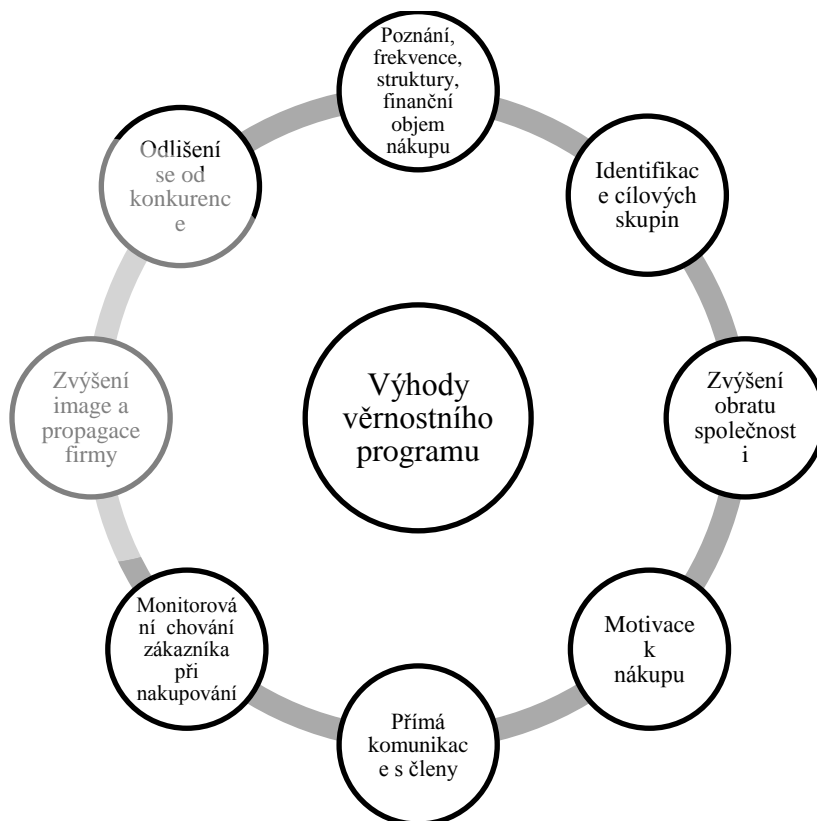 Poznání,
frekvence,
struktury,
finanční
objem
nákupu
Identifikac
e cílových
skupin
Zvýšení
obratu
společnost
i
Motivace
k
nákupu
Přímá
komunikac
e s členy
Monitorová
ní chování
zákazníka
při
nakupování
Zvýšení
image a
propagace
firmy
Odlišení
se od
konkurenc
e
Výhody
věrnostního
programu